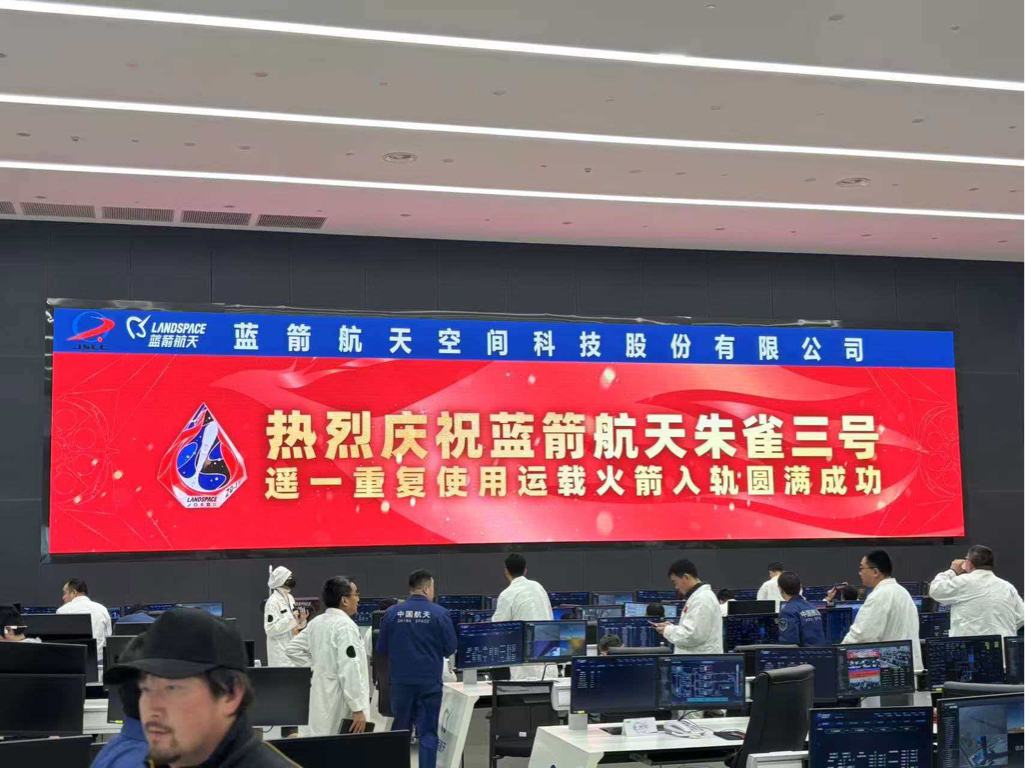 JSLC
LANDSPACE
蓝箭航天
蓝箭航天空间科技股份有限公司
热烈庆祝蓝箭航天朱雀三号
遥一重复使用运载火箭入轨圆满成功
LANDSPACE
中国航天
CHINA SPACE